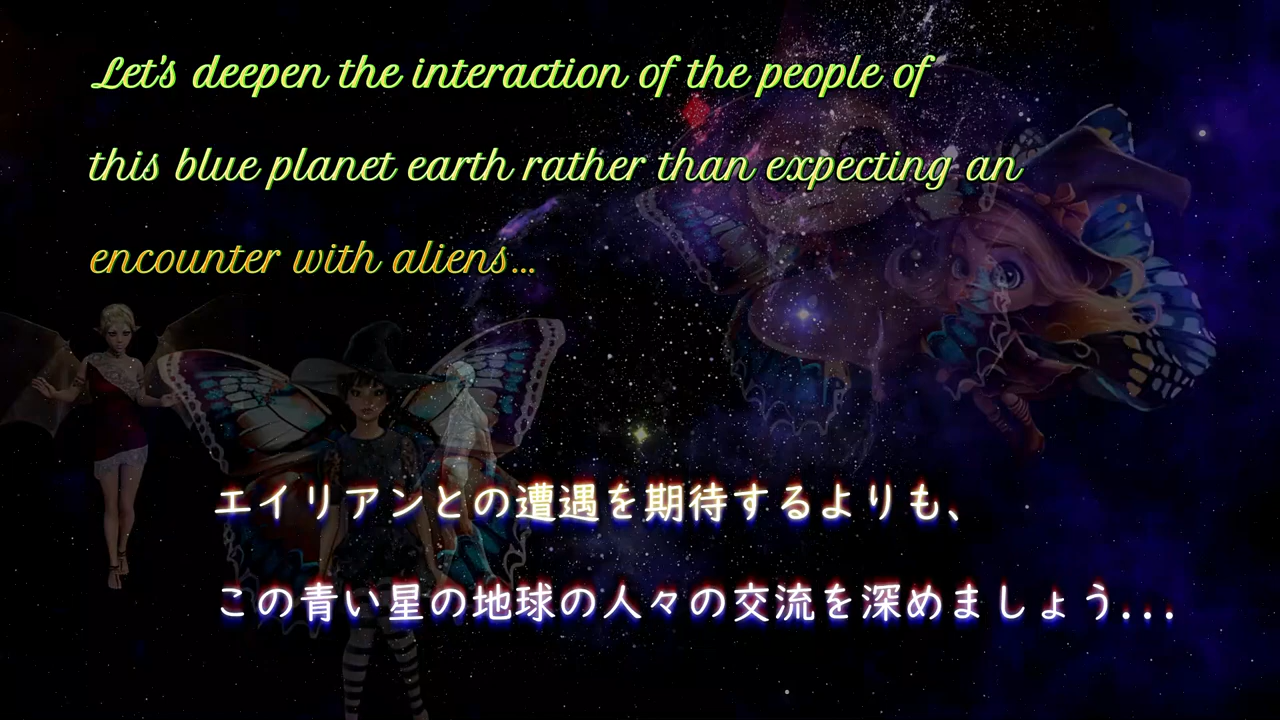 Let's deepen the interaction of the people of
this blue planet earth rather than expecting an
encounter with aliens...
エイリアンとの遭遇を期待するよりも、
この青い星の地球の人々の交流を深めましょう...